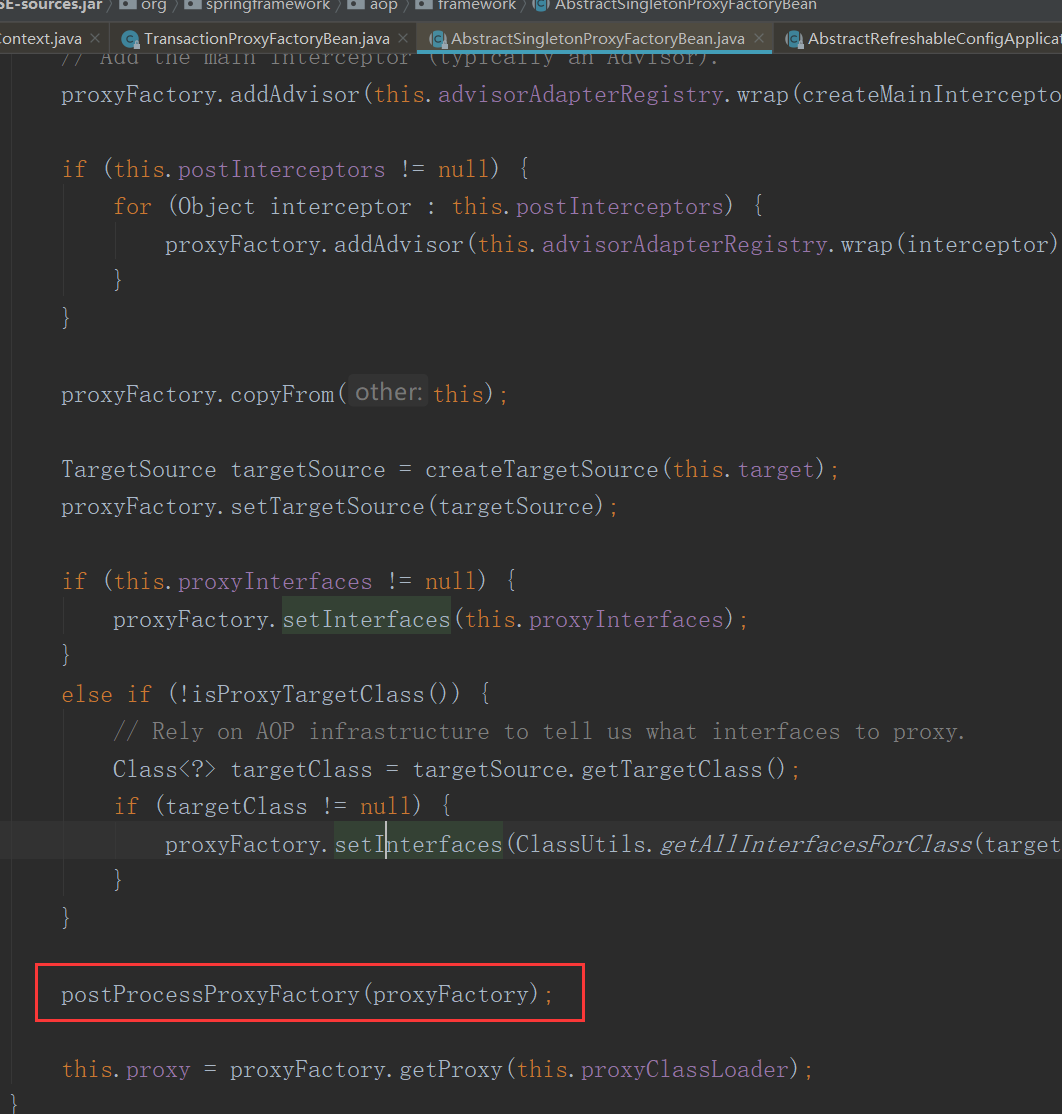 SE-sources.jar org springframework aop framework AbstractSingletonProxyFactoryBean
Context.java TransactionProxyFactoryBean.java AbstractSingletonProxyFactoryBean.java AbstractRefreshableConfigApplicat
// Add the main interceptor (typically an Advisor).
proxyFactory.addAdvisor(this.advisorAdapterRegistry.wrap(createMainIntercepto
if (this.postInterceptors != null) {
for (Object interceptor : this.postInterceptors) {
proxyFactory.addAdvisor(this.advisorAdapterRegistry.wrap(interceptor)
}
}
proxyFactory.copyFrom( other: this);
TargetSource targetSource = createTargetSource(this.target);
proxyFactory.setTargetSource(targetSource);
if (this.proxyInterfaces != null) {
proxyFactory.setInterfaces(this.proxyInterfaces);
}
else if (!isProxyTargetClass()) {
// Rely on AOP infrastructure to tell us what interfaces to proxy.
Class<?> targetClass = targetSource.getTargetClass();
if (targetClass != null) {
proxyFactory.setInterfaces(ClassUtils.getAllInterfacesForClass(target
}
}
postProcessProxyFactory(proxyFactory);
this.proxy = proxyFactory.getProxy(this.proxyClassLoader);
}